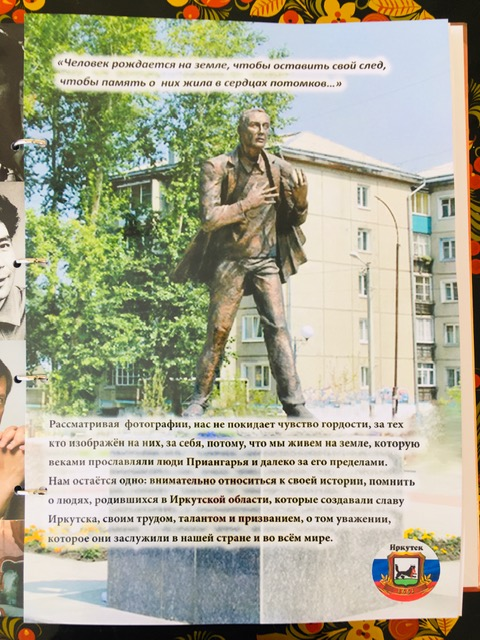 «Человек рождается на земле, чтобы оставить свой след,
чтобы память о них жила в сердцах потомков...»
Рассматривая фотографии, нас не покидает чувство гордости, за тех
кто изображён на них, за себя, потому, что мы живем на земле, которую
веками прославляли люди Приангарья и далеко за его пределами.
Нам остаётся одно: внимательно относиться к своей истории, помнить
о людях, родившихся в Иркутской области, которые создавали славу
Иркутска, своим трудом, талантом и призванием, о том уважении,
которое они заслужили в нашей стране и во всём мире.
Иркутск